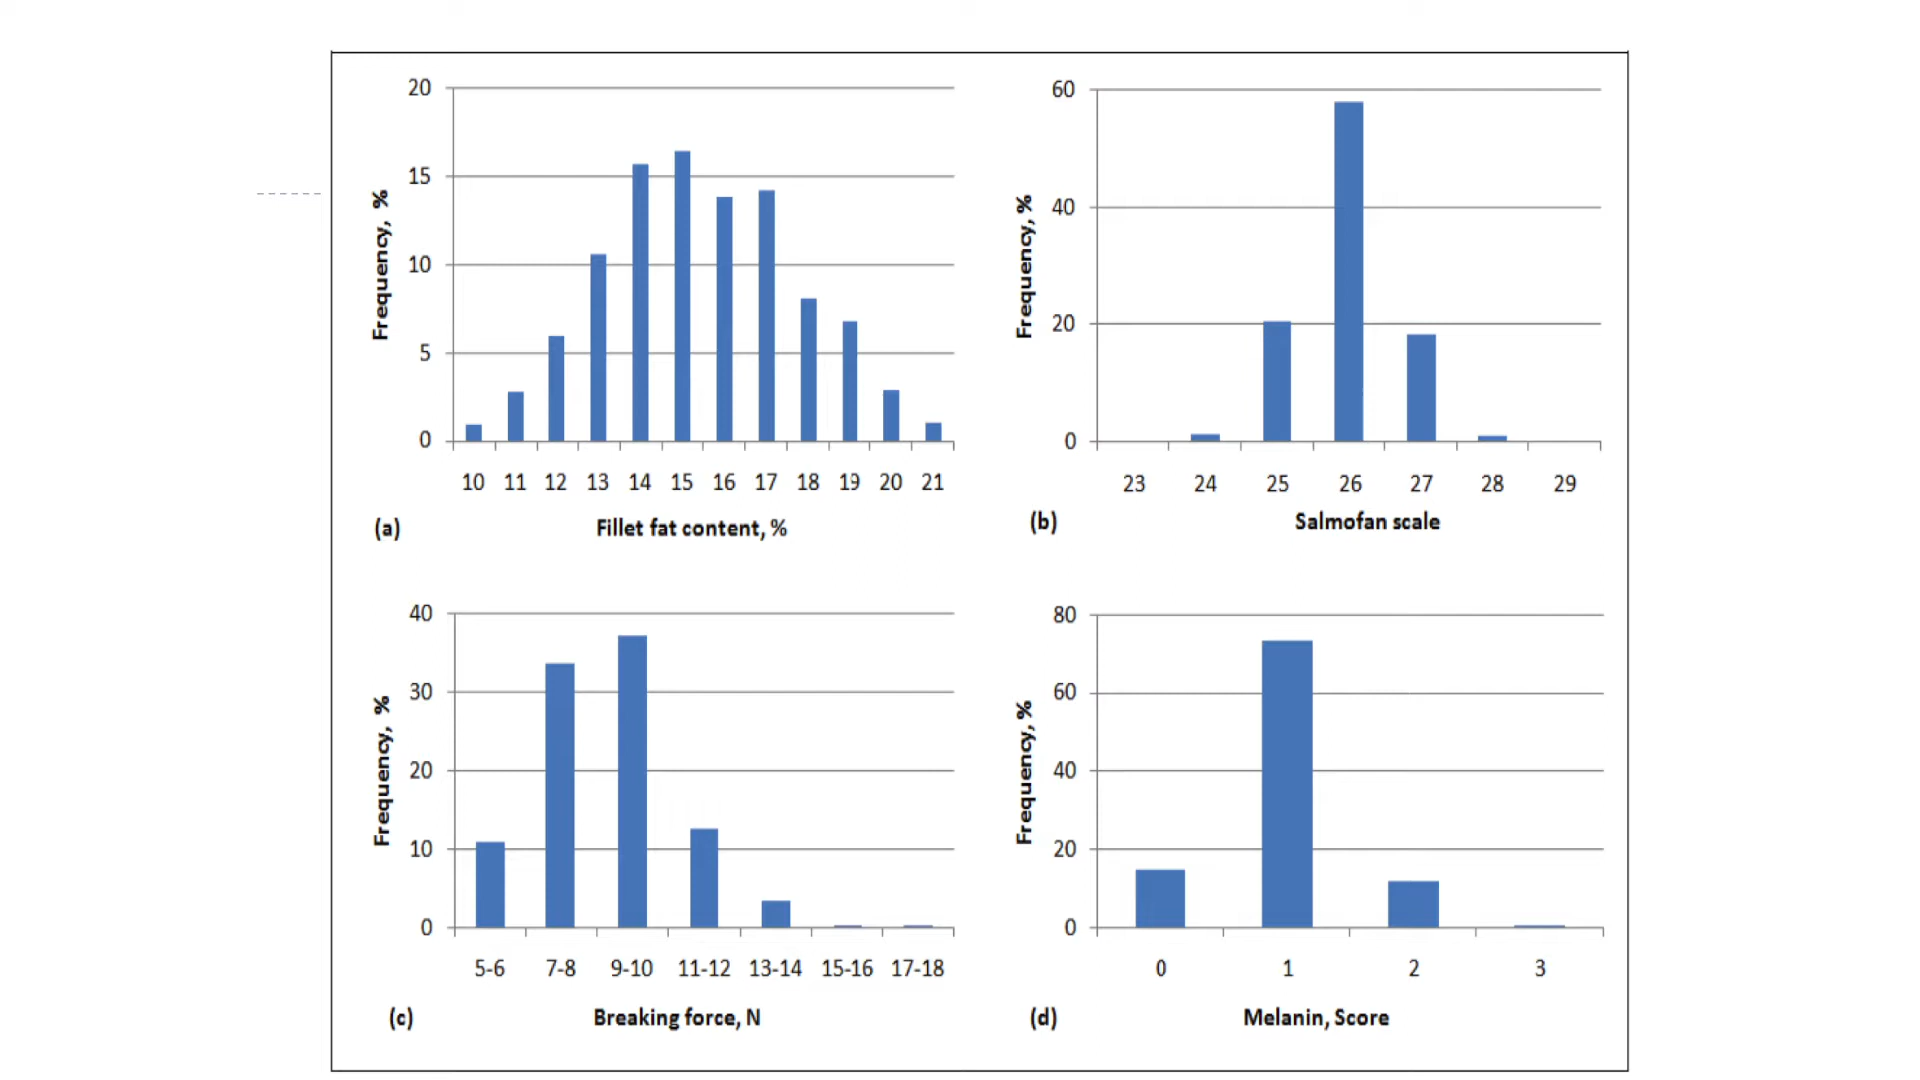 20
15
10
5
0
Frequency, %
10 11 12 13 14 15 16 17 18 19 20 21
(a) Fillet fat content, %
60
40
20
0
Frequency, %
23 24 25 26 27 28 29
(b) Salmofan scale
40
30
20
10
0
Frequency, %
5-6 7-8 9-10 11-12 13-14 15-16 17-18
(c) Breaking force, N
80
60
40
20
0
Frequency, %
0 1 2 3
(d) Melanin, Score